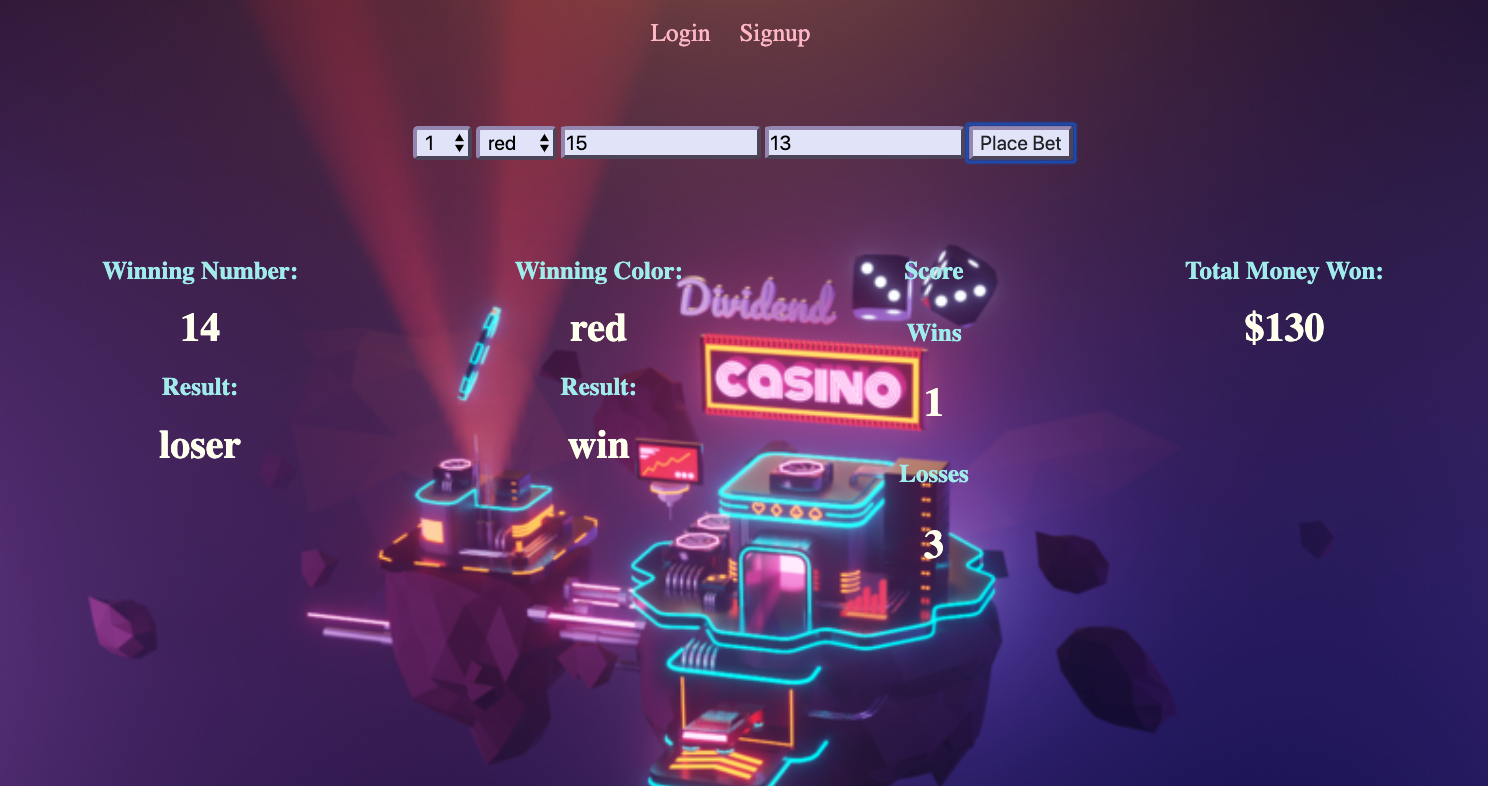 Login Signup
1 red 15 13 Place Bet
Winning Number: Winning Color: Score Total Money Won:
Dividend
14 red Wins $130
CASINO
Result: Result: 1
loser win Losses
3